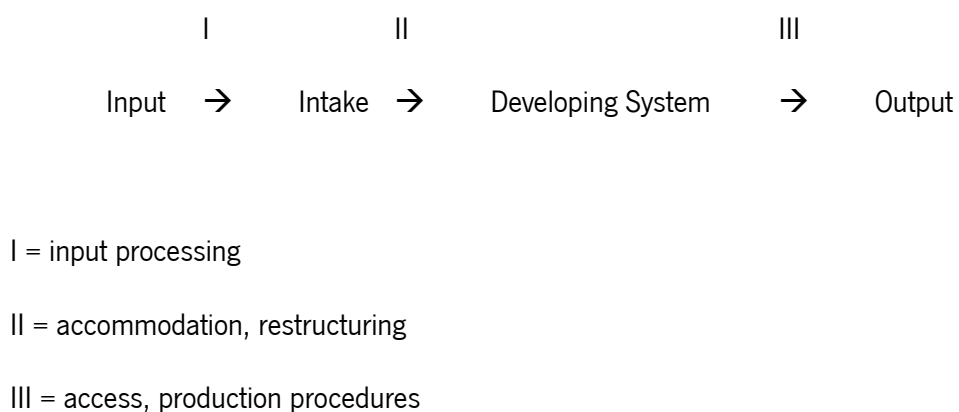 I II III
Input → Intake → Developing System → Output
I = input processing
II = accommodation, restructuring
III = access, production procedures